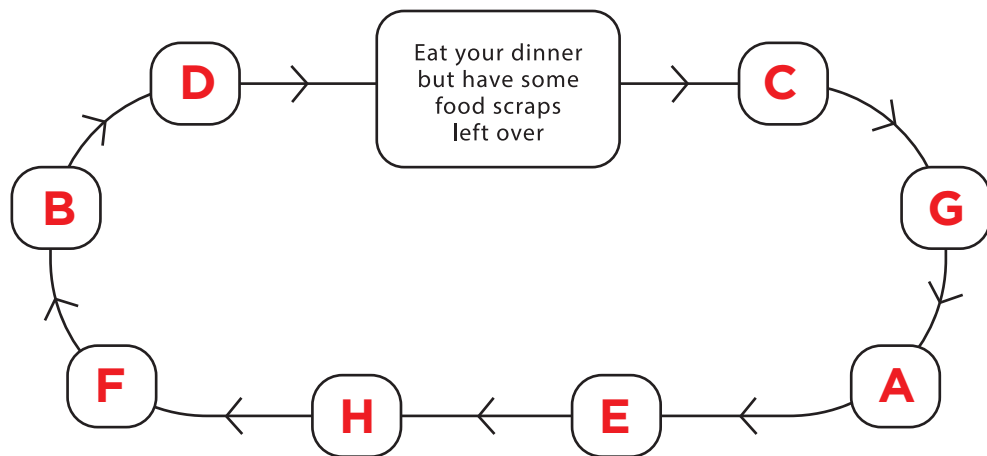 Eat your dinner
but have some
food scraps
left over
D
C
B
G
F
H
E
A